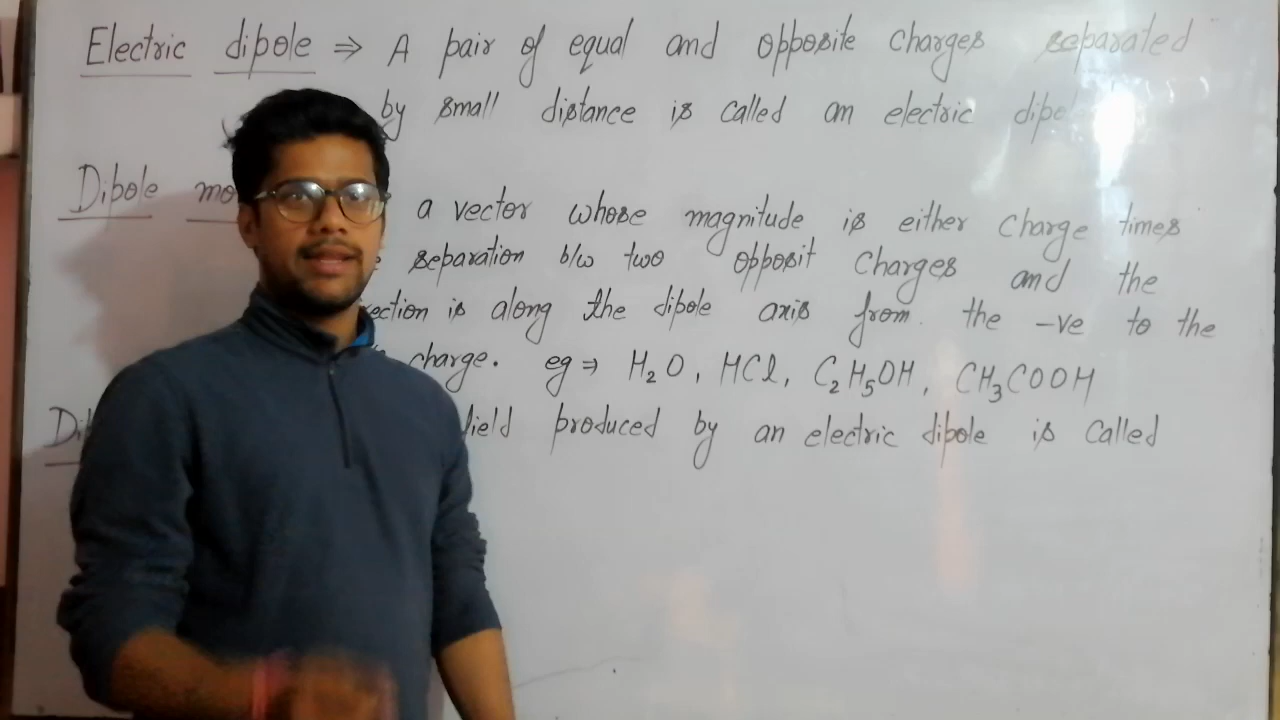 Electric dipole ⇒ A pair of equal and opposite charges separated
by small distance is called an electric
Dipole a vector whose magnitude is either charge times
separation b/w two opposit charges and the
is along the dipole axis from the -ve to the
charge. eg ⇒ H₂O, HCl, C₂H₅OH, CH₃COOH
produced by an electric dipole is called